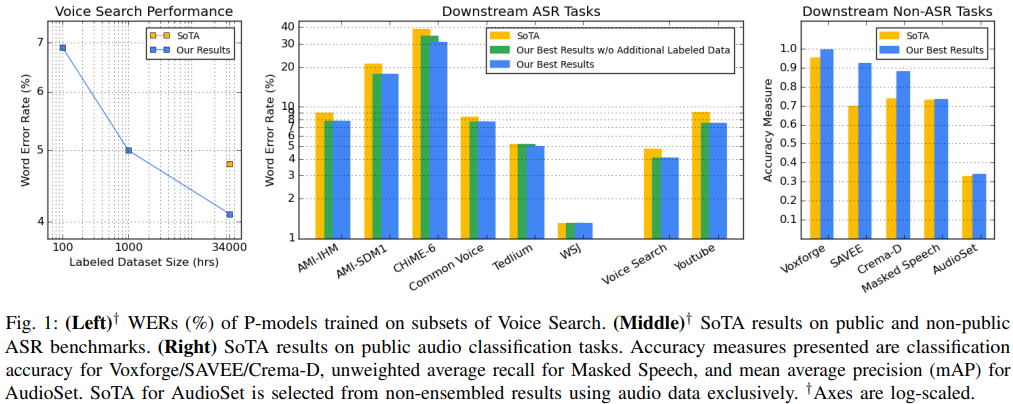 Voice Search Performance
SoTA
Our Results
Word Error Rate (%)
7
6
5
4
100
1000
34000
Labeled Dataset Size (hrs)
Downstream ASR Tasks
SoTA
Our Best Results w/o Additional Labeled Data
Our Best Results
Word Error Rate (%)
40
30
20
10
9
8
7
6
5
4
3
2
1
AMI-IHM
AMI-SDM1
CHiME-6
Common Voice
Tedlium
WSJ
Voice Search
Youtube
Downstream Non-ASR Tasks
SoTA
Our Best Results
Accuracy Measure
1.0
0.9
0.8
0.7
0.6
0.5
0.4
0.3
0.2
0.1
Voxforge
SAVEE
Crema-D
Masked Speech
AudioSet
Fig. 1: (Left)† WERs (%) of P-models trained on subsets of Voice Search. (Middle)† SoTA results on public and non-public
ASR benchmarks. (Right) SoTA results on public audio classification tasks. Accuracy measures presented are classification
accuracy for Voxforge/SAVEE/Crema-D, unweighted average recall for Masked Speech, and mean average precision (mAP) for
AudioSet. SoTA for AudioSet is selected from non-ensembled results using audio data exclusively. †Axes are log-scaled.